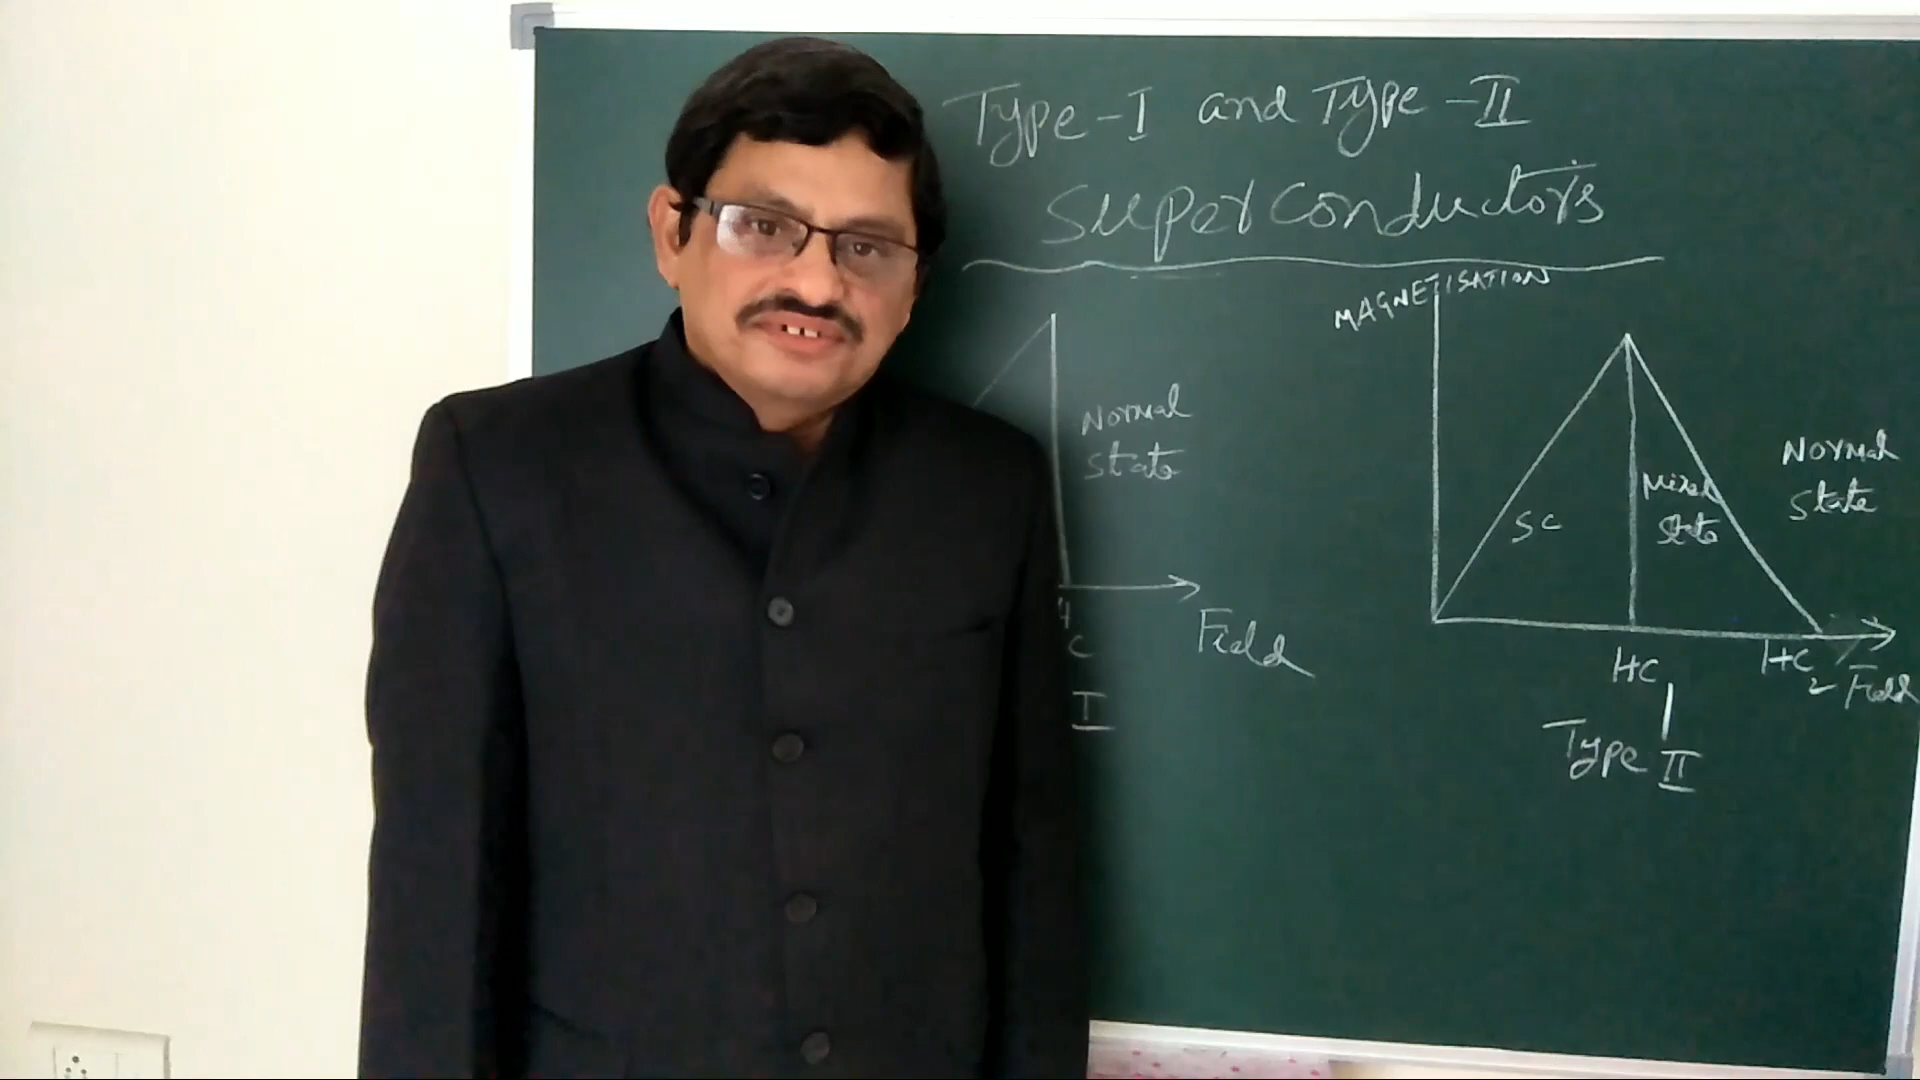 Type-I and Type-II
Superconductors
MAGNETISATION
Normal
State
Field
C
I
SC
Mixed
State
Normal
State
HC
HC2
Field
Type II